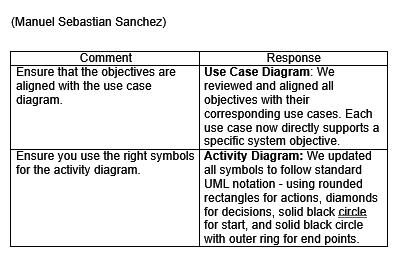 (Manuel Sebastian Sanchez)
Comment
Response
Ensure that the objectives are
aligned with the use case
diagram.
Use Case Diagram: We
reviewed and aligned all
objectives with their
corresponding use cases. Each
use case now directly supports a
specific system objective.
Ensure you use the right symbols
for the activity diagram.
Activity Diagram: We updated
all symbols to follow standard
UML notation - using rounded
rectangles for actions, diamonds
for decisions, solid black circle
for start, and solid black circle
with outer ring for end points.